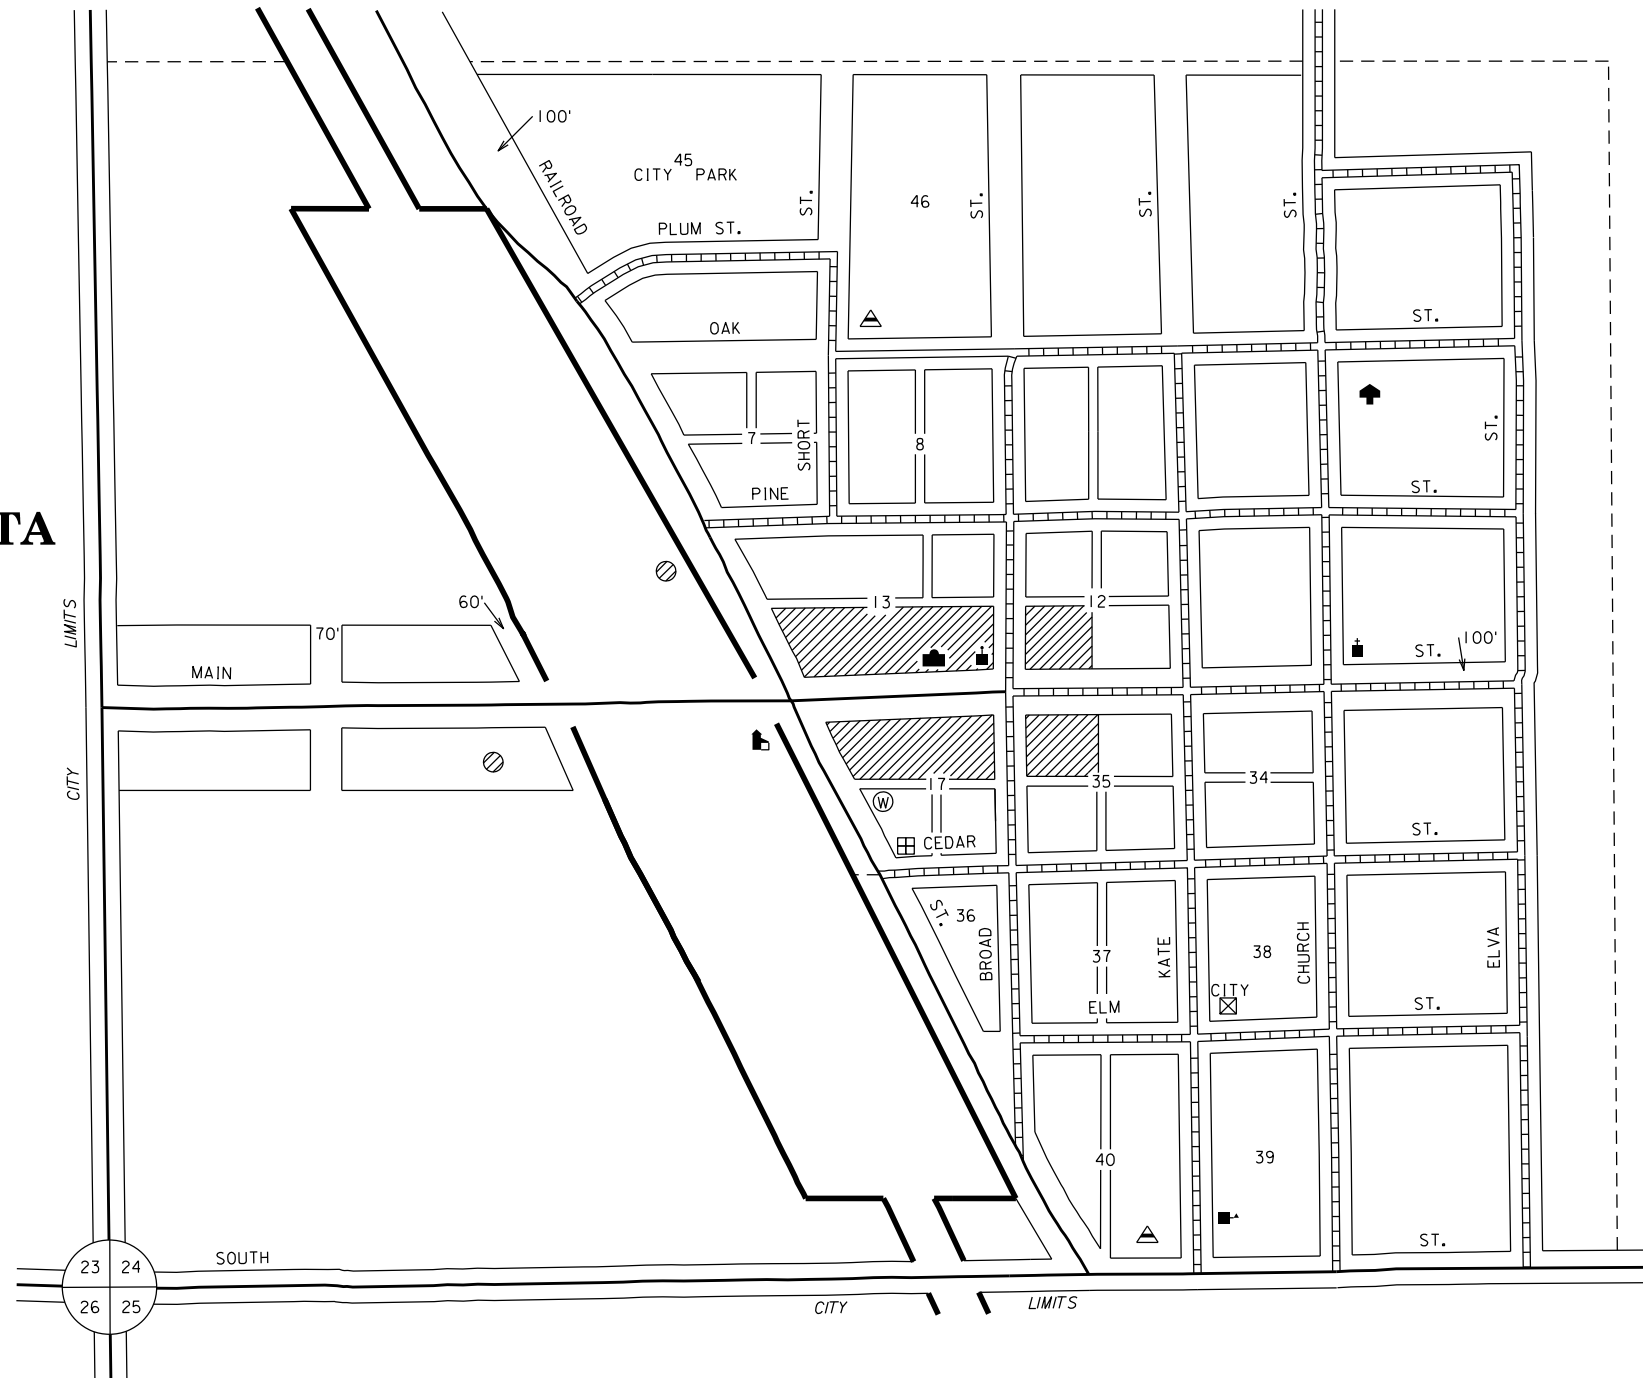 100'
45
CITY PARK
RAILROAD
ST.
46
ST.
ST.
ST.
PLUM ST.
OAK
ST.
7
SHORT
8
ST.
PINE
ST.
TA
LIMITS
60'
13
12
70'
100'
MAIN
ST.
CITY
17
35
34
W
CEDAR
ST.
ST.
36
BROAD
37
KATE
38
CHURCH
ELVA
CITY
ELM
ST.
40
39
SOUTH
ST.
23 24
26 25
CITY LIMITS